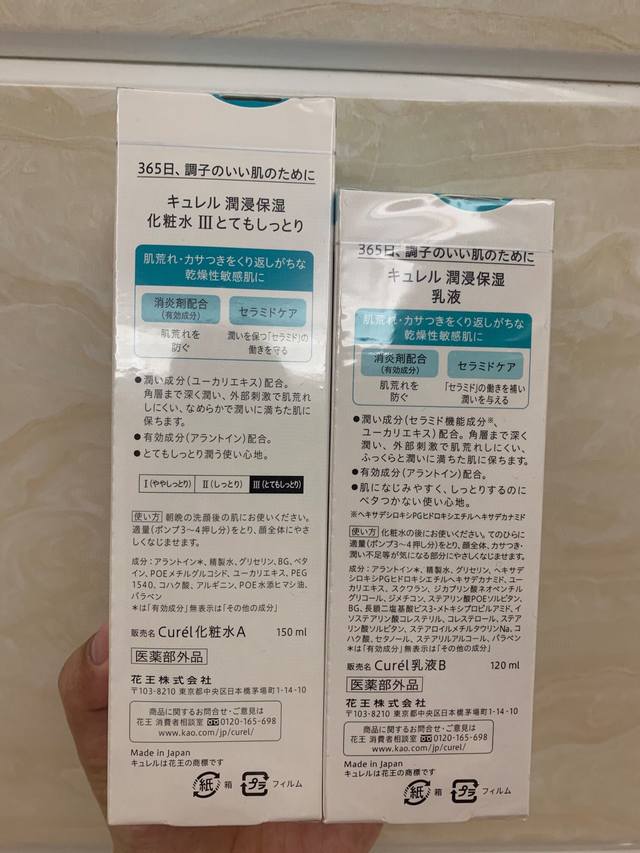 365日、調子のいい肌のために
キュレル 潤浸保湿
化粧水 III とてもしっとり
肌荒れ・カサつきをくり返しがちな
乾燥性敏感肌に
消炎剤配合
(有効成分)
肌荒れを
防ぐ
セラミドケア
潤いを保つ「セラミド」の
働きを守る
●潤い成分(ユーカリエキス)配合。
角層まで深く潤い、外部刺激で肌荒れ
しにくい、なめらかで潤いに満ちた肌に
保ちます。
●有効成分(アラントイン)配合。
●とてもしっとり潤う使い心地。
I(ややしっとり) II(しっとり) III(とてもしっとり)
使い方 朝晩の洗顔後の肌にお使いください。
適量(ポンプ3〜4押し分)をとり、顔全体にやさ
しくなじませます。
成分:アラントイン*、精製水、グリセリン、BG、ベタ
イン、POEメチルグルコシド、ユーカリエキス、PEG
1540、コハク酸、アルギニン、POE水添ヒマシ油、
パラベン
*は「有効成分」無表示は「その他の成分」
販売名 Curél化粧水A 150 ml
医薬部外品
花王株式会社
〒103-8210 東京都中央区日本橋茅場町1-14-10
商品に関するお問合せ・ご意見は
花王 消費者相談室 0120-165-698
www.kao.com/jp/curel/
Made in Japan
キュレルは花王の商標です
紙 箱 プラ フィルム
365日、調子のいい肌のために
キュレル 潤浸保湿
乳液
肌荒れ・カサつきをくり返しがちな
乾燥性敏感肌に
消炎剤配合
(有効成分)
肌荒れを
防ぐ
セラミドケア
「セラミド」の働きを補い
潤いを与える
●潤い成分(セラミド機能成分※、
ユーカリエキス)配合。角層まで深く
潤い、外部刺激で肌荒れしにくい、
ふっくらと潤いに満ちた肌に保ちます。
●有効成分(アラントイン)配合。
●肌になじみやすく、しっとりするのに
ベタつかない使い心地。
※ヘキサデシロキシPGヒドロキシエチルヘキサデカナミド
使い方 化粧水の後にお使いください。てのひらに
適量(ポンプ3〜4押し分)をとり、顔全体、カサつき・
潤い不足等が気になる部分にやさしくなじませます。
成分:アラントイン*、精製水、グリセリン、ヘキサデ
シロキシPGヒドロキシエチルヘキサデカナミド、ユー
カリエキス、スクワラン、ジカプリン酸ネオペンチル
グリコール、ジメチコン、ステアリン酸POEソルビタン、
BG、長鎖二塩基酸ビス3-メトキシプロピルアミド、イ
ソステアリン酸コレステリル、コレステロール、ステア
リン酸ソルビタン、ステアロイルメチルタウリンNa、コ
ハク酸、セタノール、ステアリルアルコール、パラベン
*は「有効成分」無表示は「その他の成分」
販売名 Curél乳液B 120 ml
医薬部外品
花王株式会社
〒103-8210 東京都中央区日本橋茅場町1-14-10
商品に関するお問合せ・ご意見は
花王 消費者相談室 0120-165-698
www.kao.com/jp/curel/
Made in Japan
キュレルは花王の商標です
紙 箱 プラ フィルム